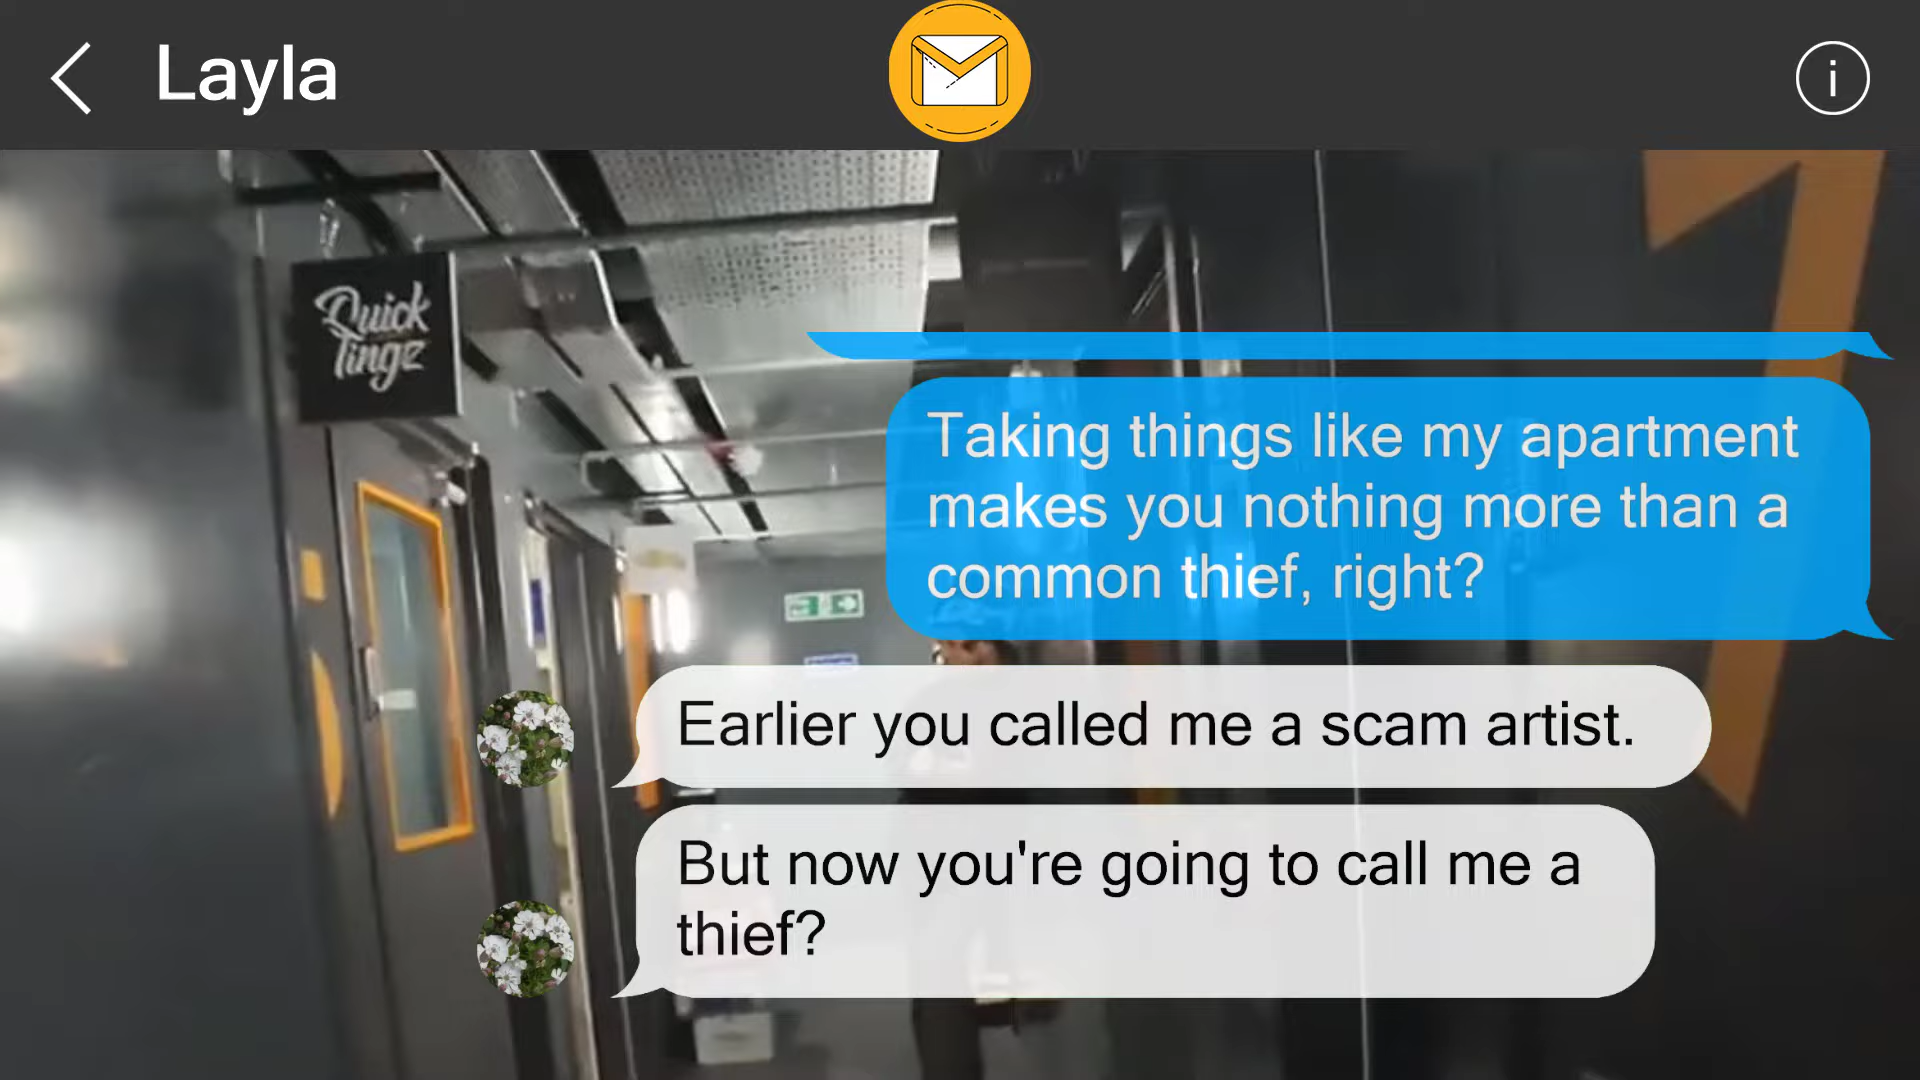 Layla
Quick
Tingz
Taking things like my apartment
makes you nothing more than a
common thief, right?
Earlier you called me a scam artist.
But now you're going to call me a
thief?